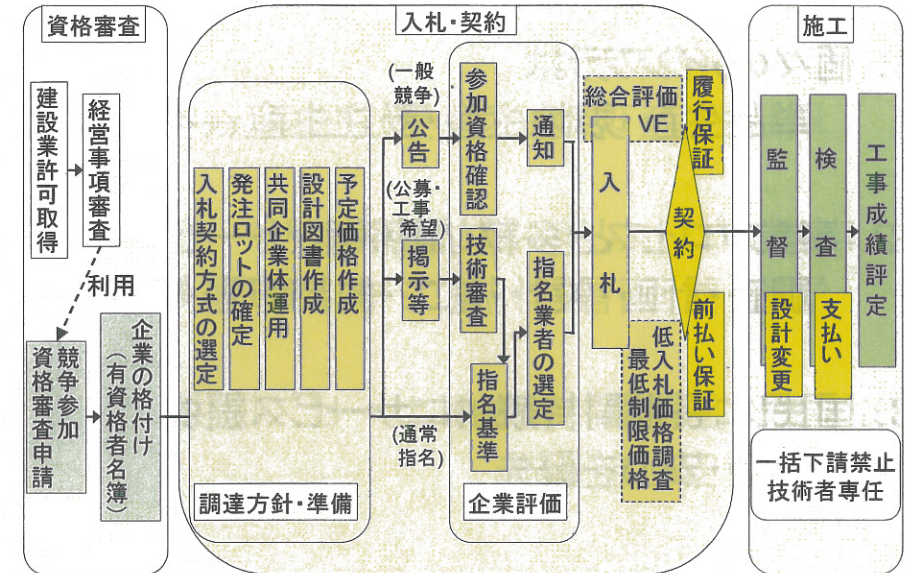 資格審査
建設業許可取得
経営事項審査
利用
競争参加
資格審査申請
企業の格付け
(有資格者名簿)
入札・契約
入札契約方式の選定
発注ロットの確定
共同企業体運用
設計図書作成
予定価格作成
調達方針・準備
(一般
競争)
公告
(公募・
工事
希望)
掲示等
(通常
指名)
参加資格確認
通知
技術審査
指名基準
指名業者の選定
企業評価
総合評価
VE
入札
低入札価格調査
最低制限価格
履行保証
契約
前払い保証
施工
監督
設計変更
検査
支払い
工事成績評定
一括下請禁止
技術者専任